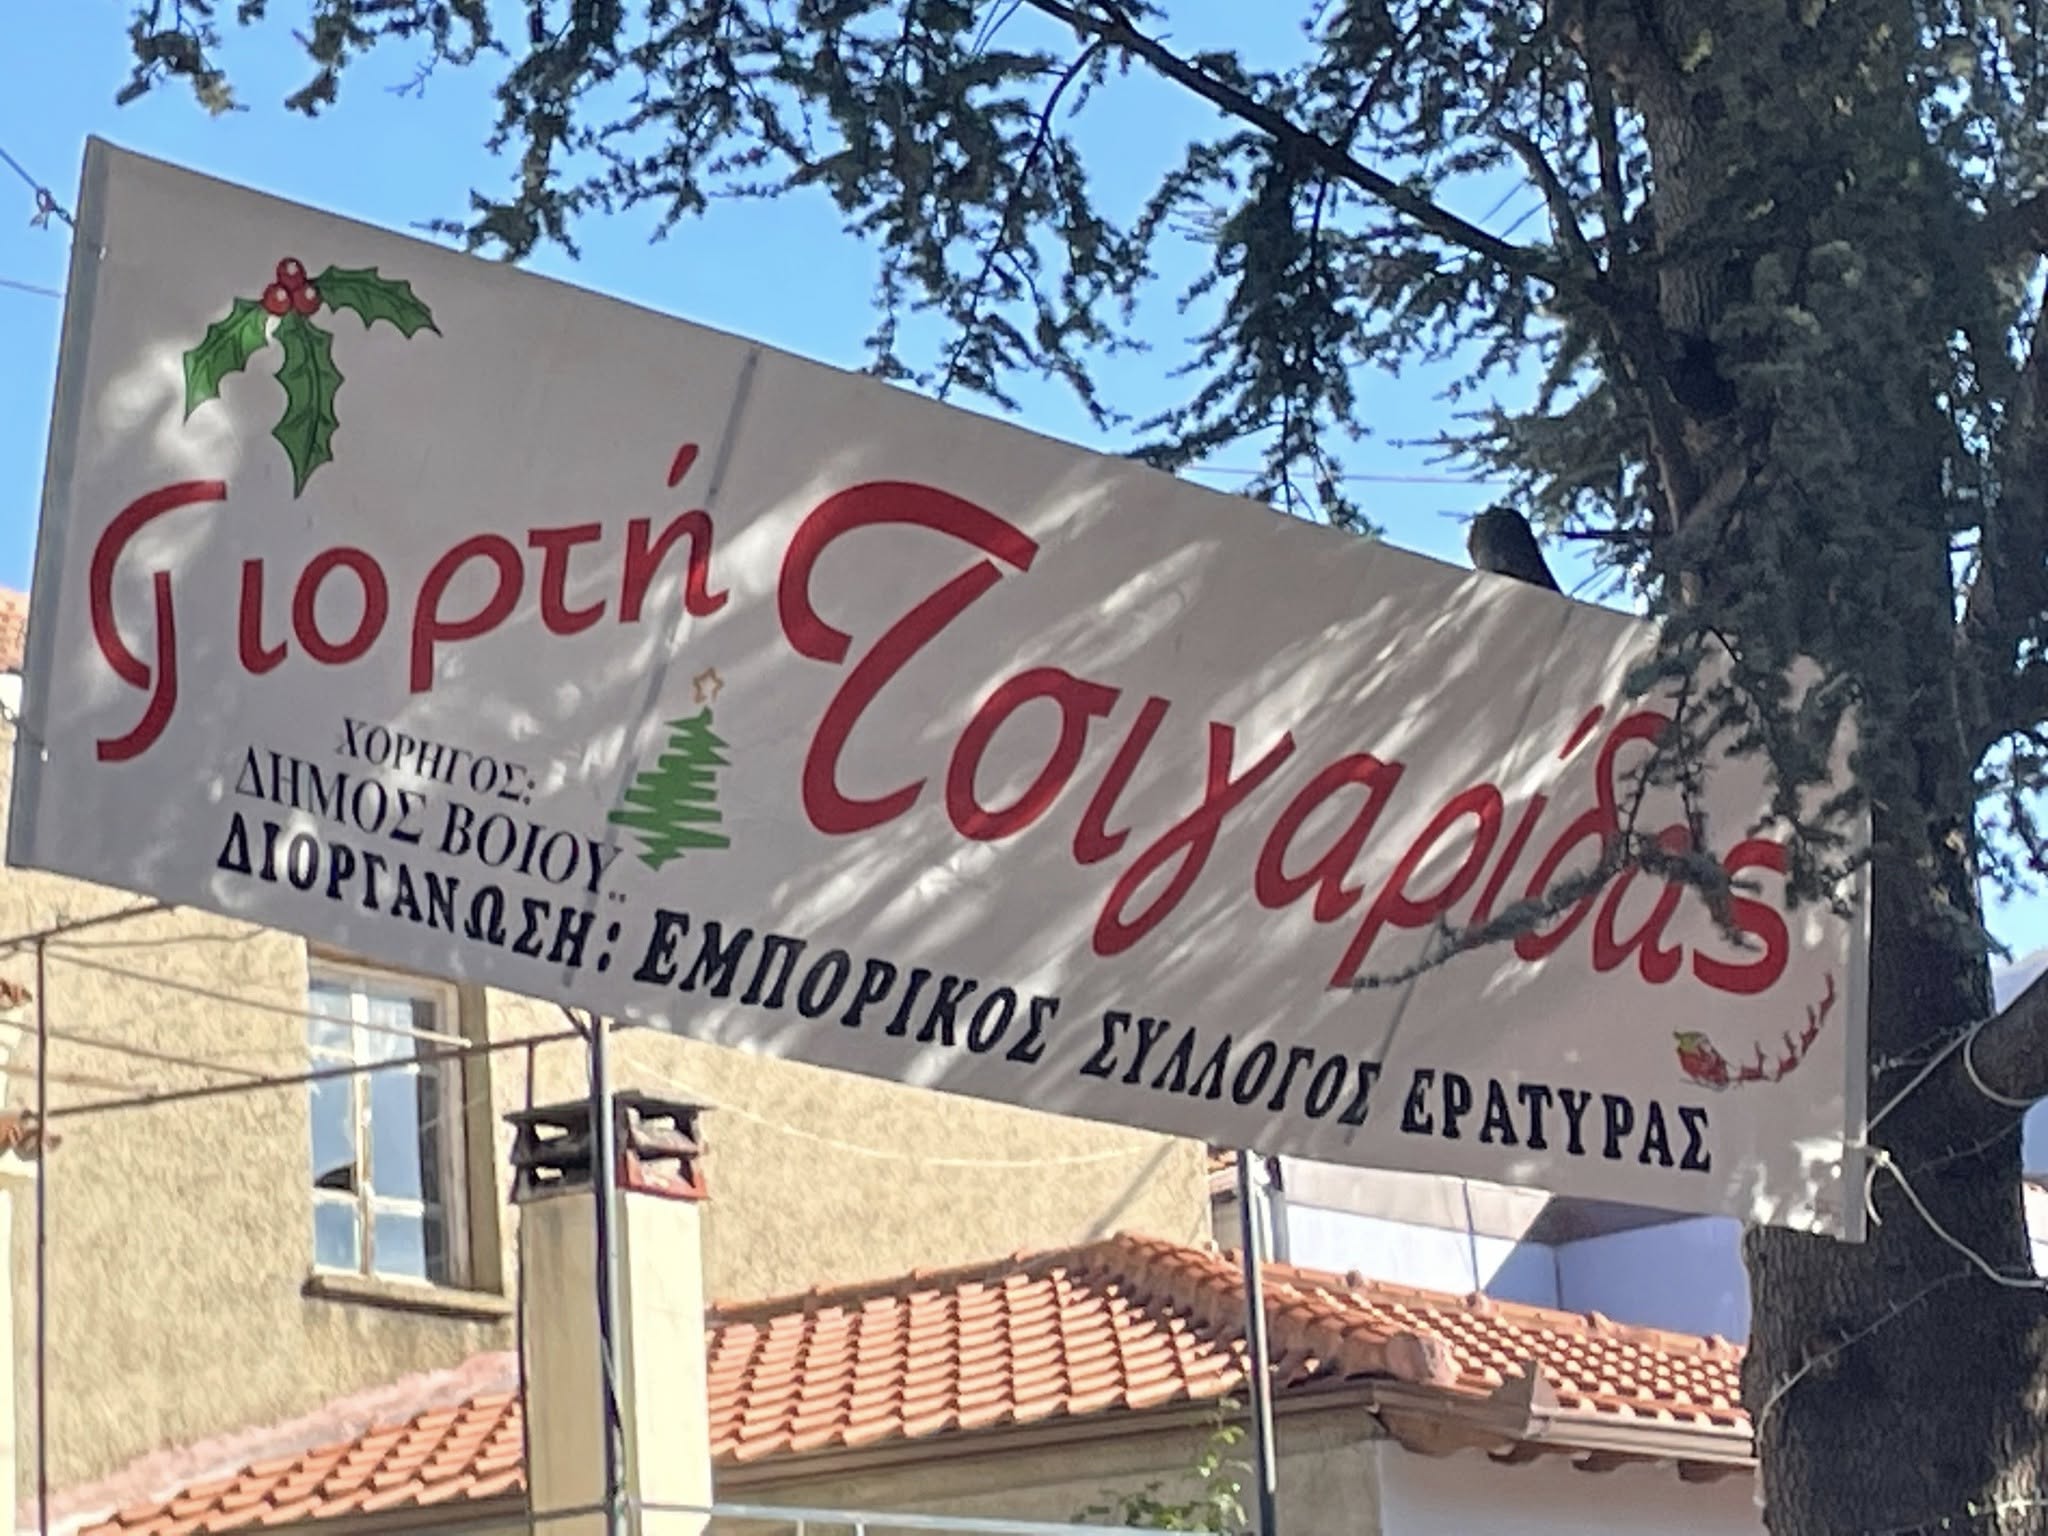 Γιορτή Τσιγαρίδας
ΧΟΡΗΓΟΣ:
ΔΗΜΟΣ ΒΟΙΟΥ..
ΔΙΟΡΓΑΝΩΣΗ: ΕΜΠΟΡΙΚΟΣ ΣΥΛΛΟΓΟΣ ΕΡΑΤΥΡΑΣ